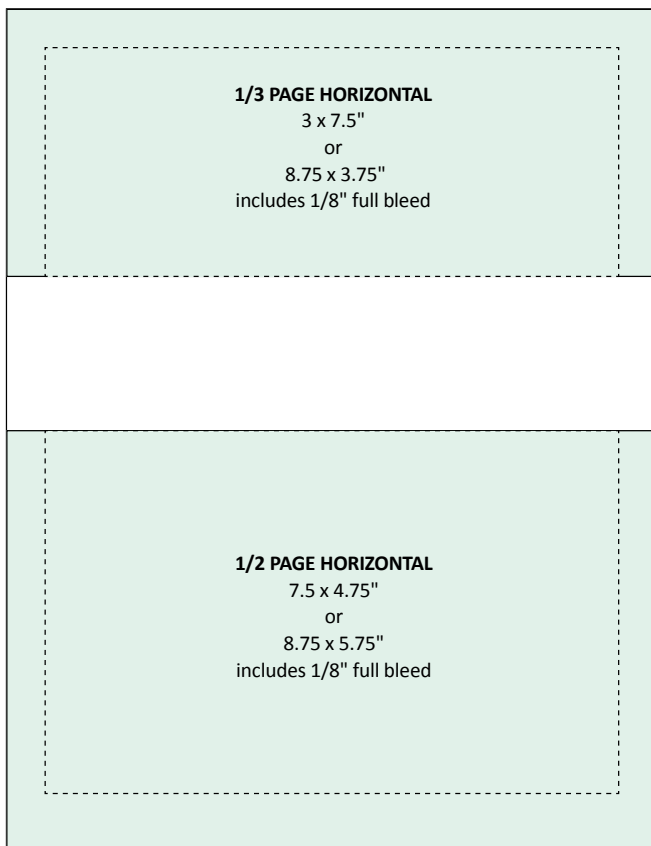 1/3 PAGE HORIZONTAL
3 x 7.5"
or
8.75 x 3.75"
includes 1/8" full bleed
1/2 PAGE HORIZONTAL
7.5 x 4.75"
or
8.75 x 5.75"
includes 1/8" full bleed